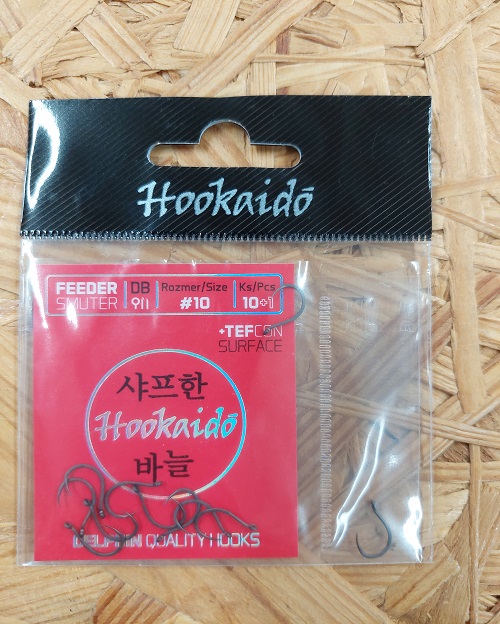 Hookaidō
FEEDER DB Rozmer/Size Ks/Pcs
SMUTER #10 10+1
+TEFCON
SURFACE
샤프한
Hookaidō
바늘
QUALITY HOOKS